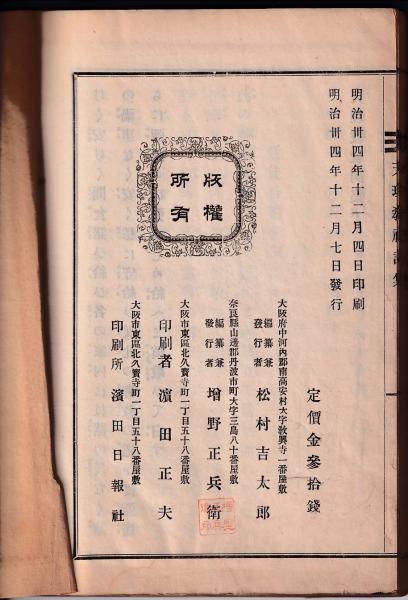 明治卅四年十二月四日印刷
明治卅四年十二月七日發行
版權
所有
定價金參拾錢
大阪府中河內郡南高安村大字敎興寺一番屋敷
編纂兼
發行者 松村吉太郎
奈良縣山邊郡丹波市町大字三島八十番屋敷
編纂兼
發行者 增野正兵衛
大阪市東區北久寶寺町一丁目五十八番屋敷
印刷者 濵田正夫
大阪市東區北久寶寺町一丁目五十八番屋敷
印刷所 濵田日報社